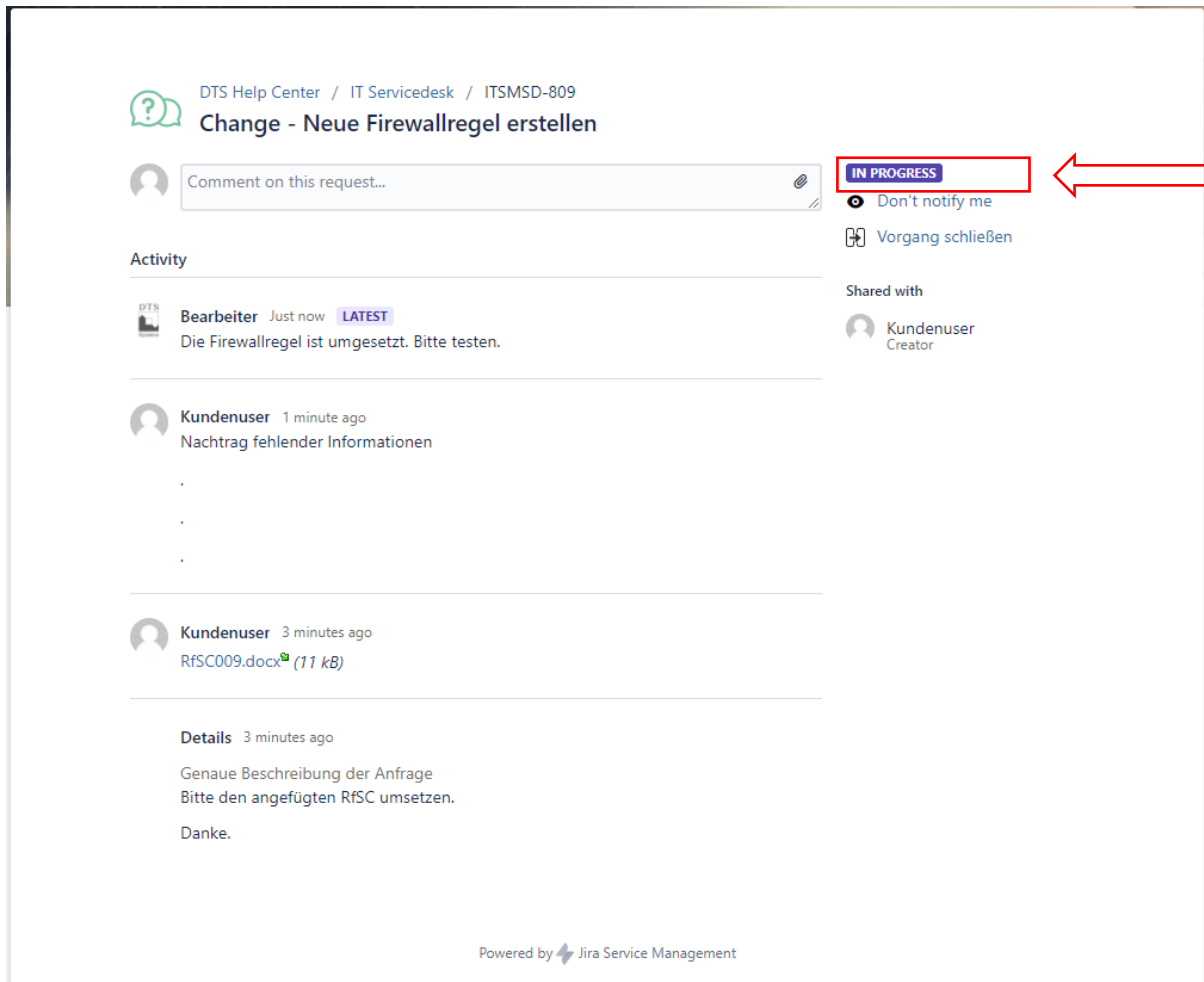 DTS Help Center / IT Servicedesk / ITSMSD-809
Change - Neue Firewallregel erstellen
Comment on this request...
IN PROGRESS
Don't notify me
Vorgang schließen
Shared with
Kundenuser
Creator
Activity
DTS
Bearbeiter Just now LATEST
Die Firewallregel ist umgesetzt. Bitte testen.
Kundenuser 1 minute ago
Nachtrag fehlender Informationen
.
.
.
Kundenuser 3 minutes ago
RfSC009.docx (11 kB)
Details 3 minutes ago
Genaue Beschreibung der Anfrage
Bitte den angefügten RfSC umsetzen.
Danke.
Powered by Jira Service Management